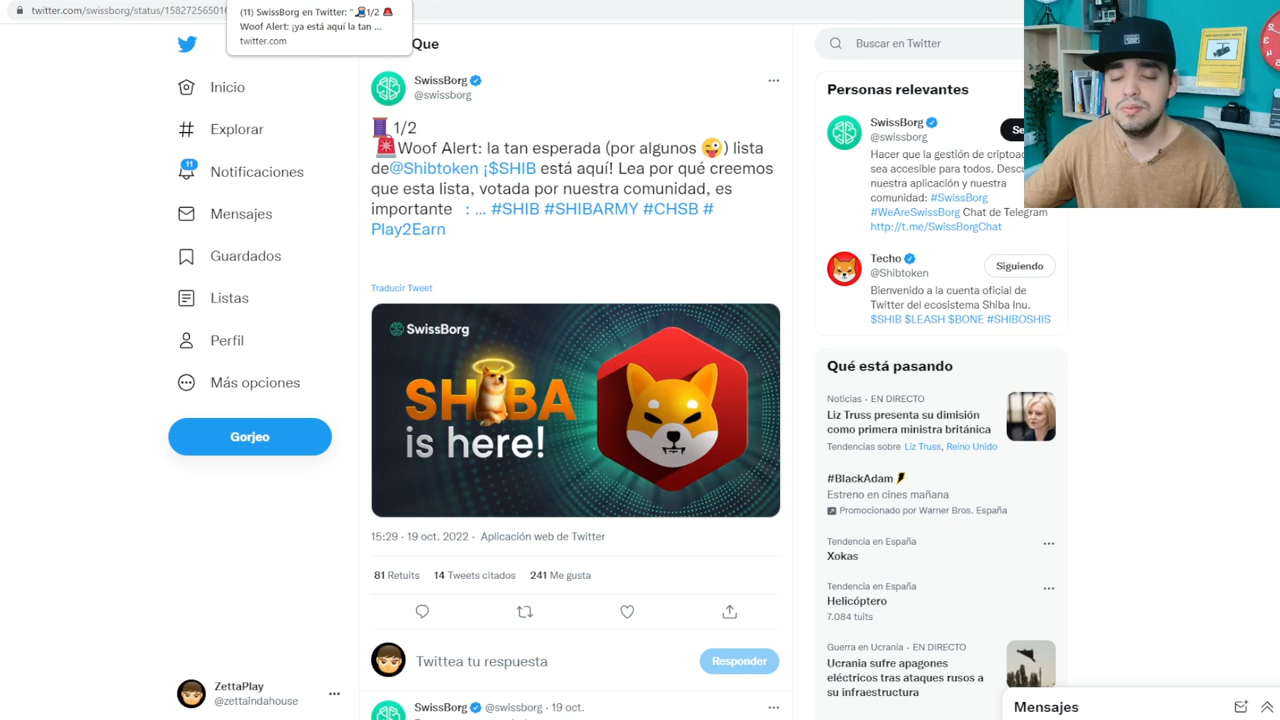 twitter.com/swissborg/status/15827256501
(11) SwissBorg en Twitter: "🧵1/2 🚨
Woof Alert: ¡ya está aquí la tan ...
twitter.com
Inicio
Explorar
11
Notificaciones
Mensajes
Guardados
Listas
Perfil
Más opciones
Gorjeo
ZettaPlay
@zettaindahouse
Que
SwissBorg
@swissborg
🧵1/2
🚨Woof Alert: la tan esperada (por algunos 😜) lista
de@Shibtoken ¡$SHIB está aquí! Lea por qué creemos
que esta lista, votada por nuestra comunidad, es
importante : ... #SHIB #SHIBARMY #CHSB #
Play2Earn
Traducir Tweet
SwissBorg
SHIBA
is here!
15:29 · 19 oct. 2022 · Aplicación web de Twitter
81 Retuits 14 Tweets citados 241 Me gusta
Twittea tu respuesta
Responder
SwissBorg @swissborg · 19 oct.
Buscar en Twitter
Personas relevantes
SwissBorg
@swissborg
Se
Hacer que la gestión de criptoac
sea accesible para todos. Descu
nuestra aplicación y nuestra
comunidad: #SwissBorg
#WeAreSwissBorg Chat de Telegram
http://t.me/SwissBorgChat
Techo
@Shibtoken
Siguiendo
Bienvenido a la cuenta oficial de
Twitter del ecosistema Shiba Inu.
$SHIB $LEASH $BONE #SHIBOSHIS
Qué está pasando
Noticias · EN DIRECTO
Liz Truss presenta su dimisión
como primera ministra británica
Tendencias sobre Liz Truss, Reino Unido
#BlackAdam
Estreno en cines mañana
Promocionado por Warner Bros. España
Tendencia en España
Xokas
Tendencia en España
Helicóptero
7.084 tuits
Guerra en Ucrania · EN DIRECTO
Ucrania sufre apagones
eléctricos tras ataques rusos a
su infraestructura
Mensajes